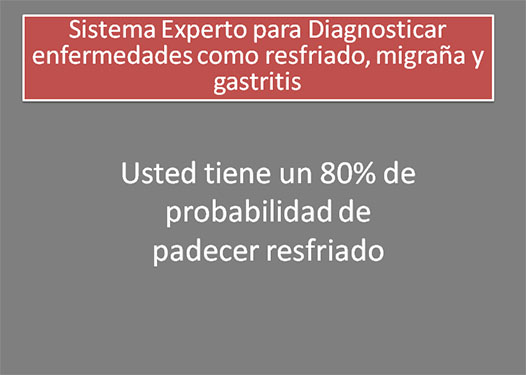 Sistema Experto para Diagnosticar
enfermedades como resfriado, migraña y
gastritis
Usted tiene un 80% de
probabilidad de
padecer resfriado